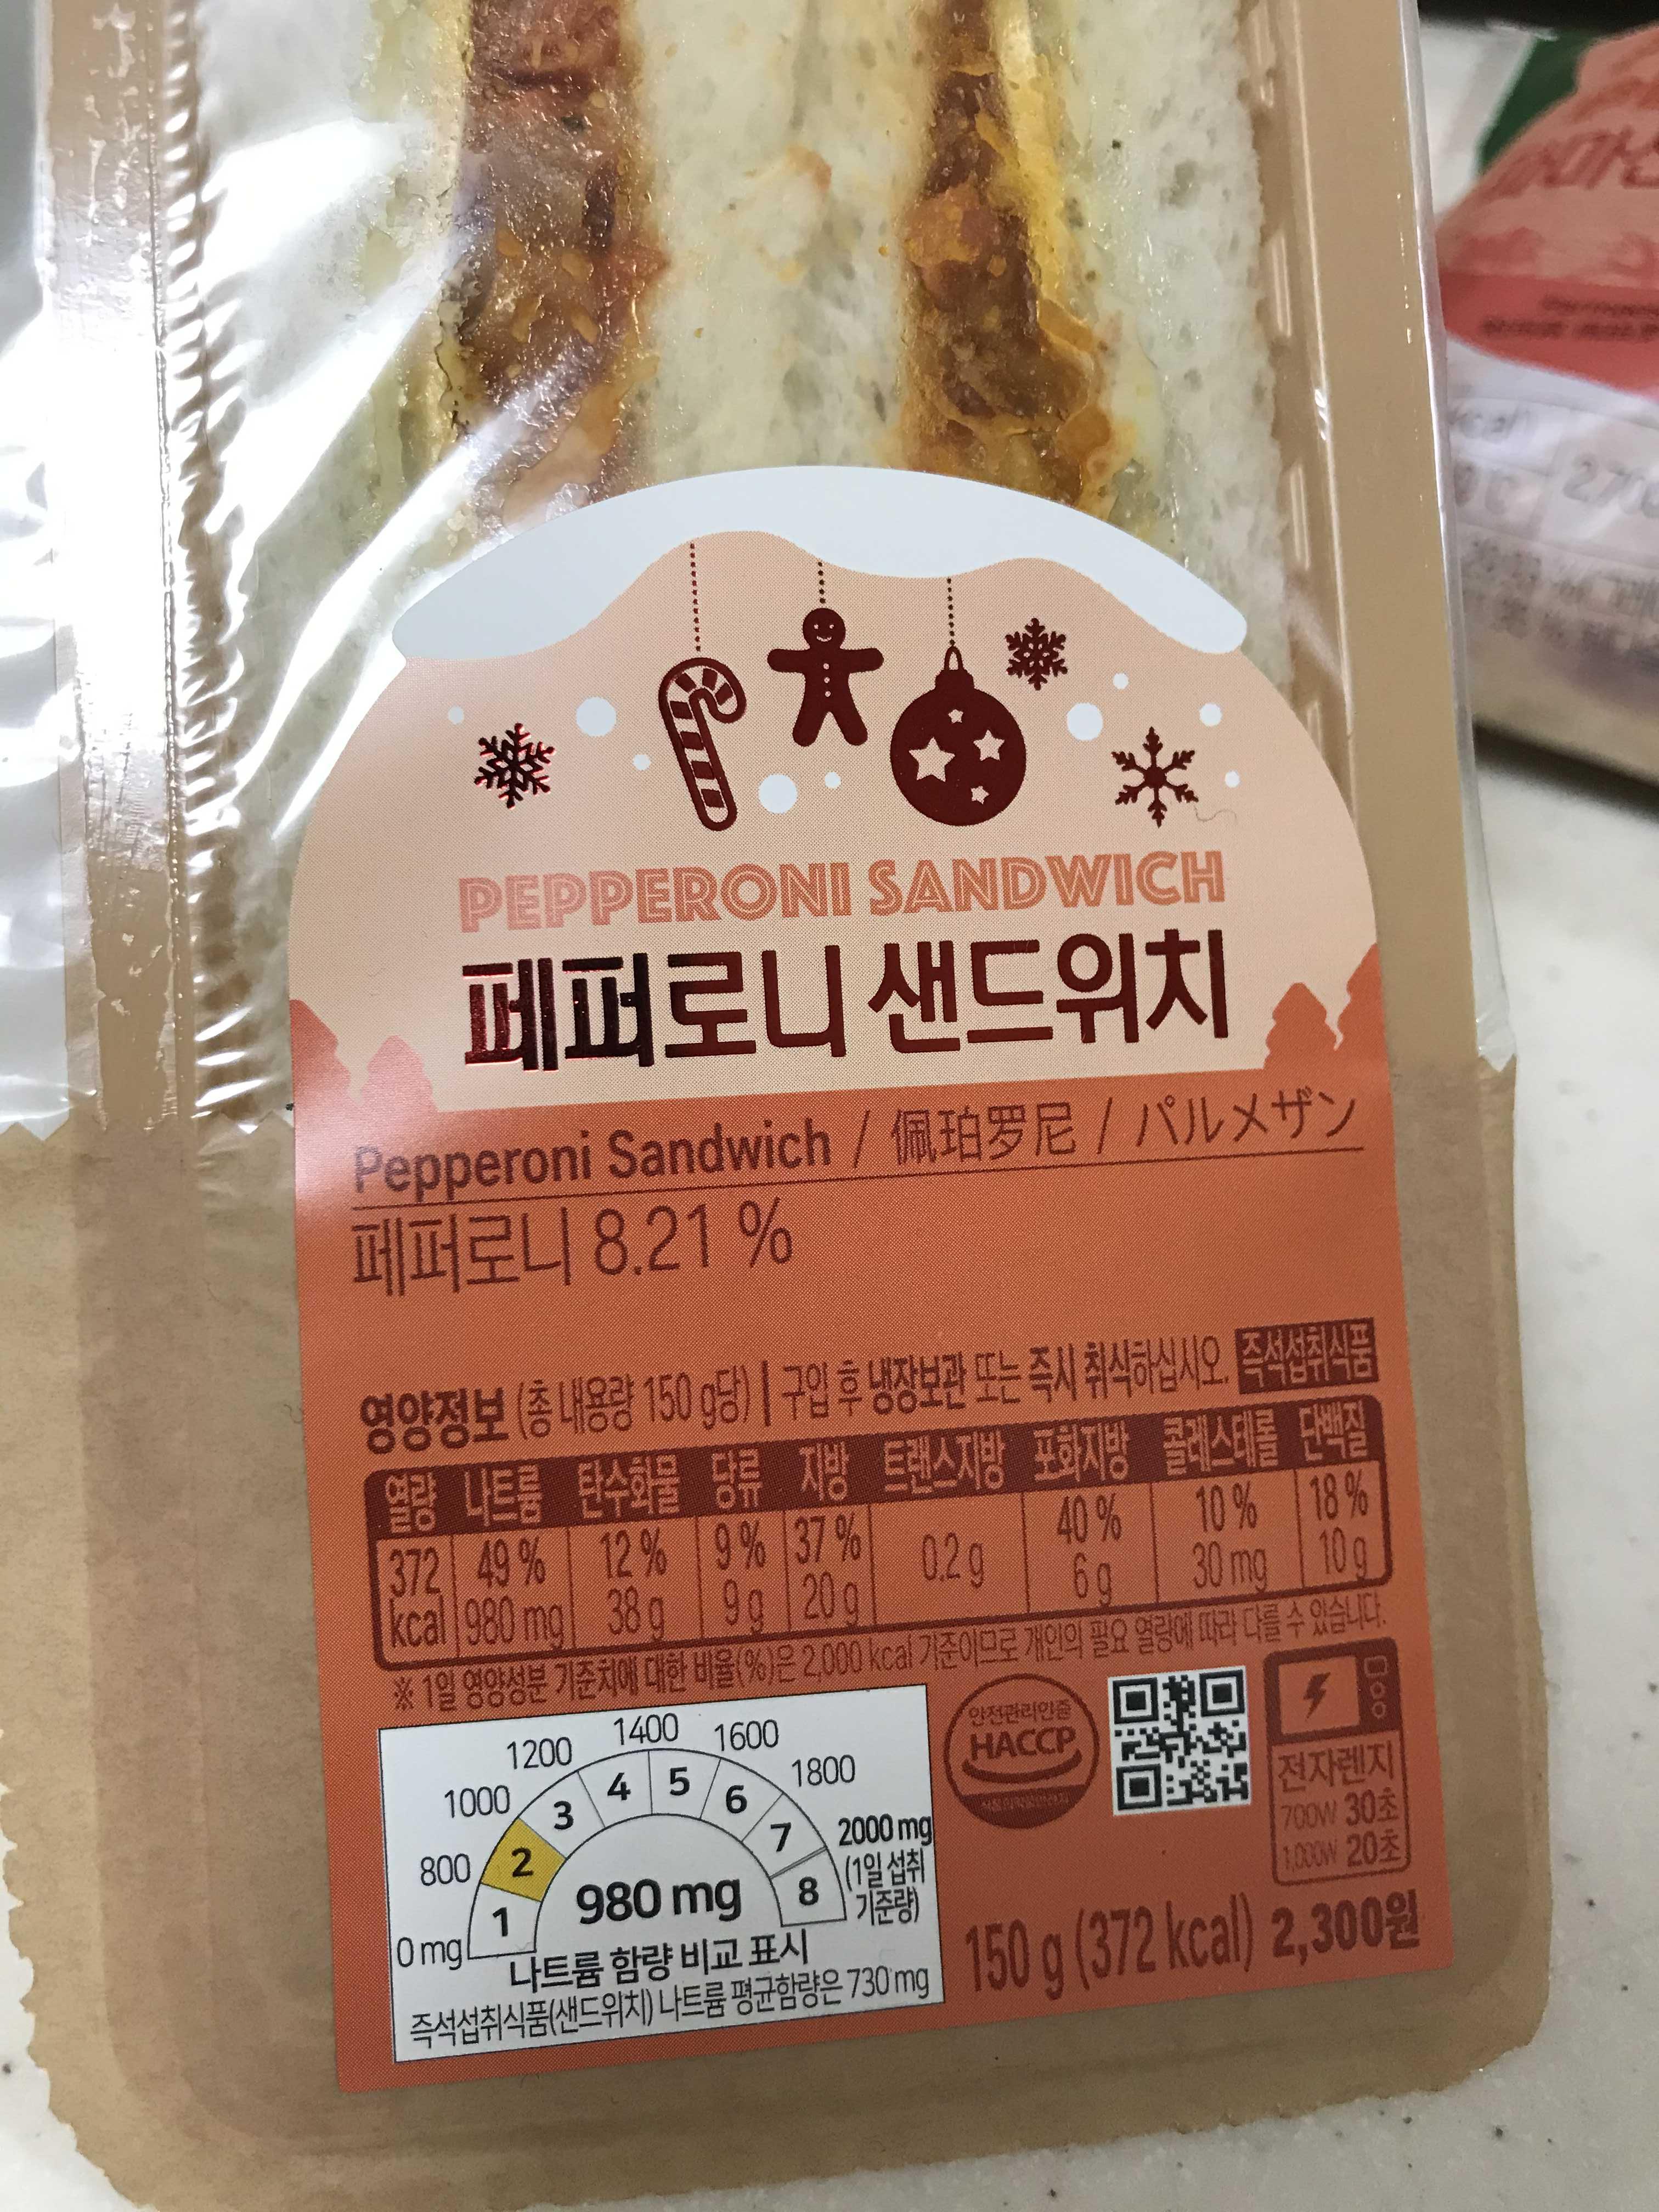 PEPPERONI SANDWICH
페퍼로니 샌드위치
Pepperoni Sandwich / 佩珀罗尼 / パルメザン
페퍼로니 8.21 %
영양정보 (총 내용량 150 g당) | 구입 후 냉장보관 또는 즉시 취식하십시오. 즉석섭취식품
열량 나트륨 탄수화물 당류 지방 트랜스지방 포화지방 콜레스테롤 단백질
372 kcal 49 % 980 mg 12 % 38 g 9 % 9 g 37 % 20 g 0.2 g 40 % 6 g 10 % 30 mg 18 % 10 g
※ 1일 영양성분 기준치에 대한 비율(%)은 2,000 kcal 기준이므로 개인의 필요 열량에 따라 다를 수 있습니다.
0 mg 800 1000 1200 1400 1600 1800 2000 mg
(1일 섭취
기준량)
1 2 3 4 5 6 7 8
980 mg
나트륨 함량 비교 표시
즉석섭취식품(샌드위치) 나트륨 평균함량은 730 mg
안전관리인증
HACCP
전자렌지
700W 30초
1,000W 20초
150 g (372 kcal) 2,300원